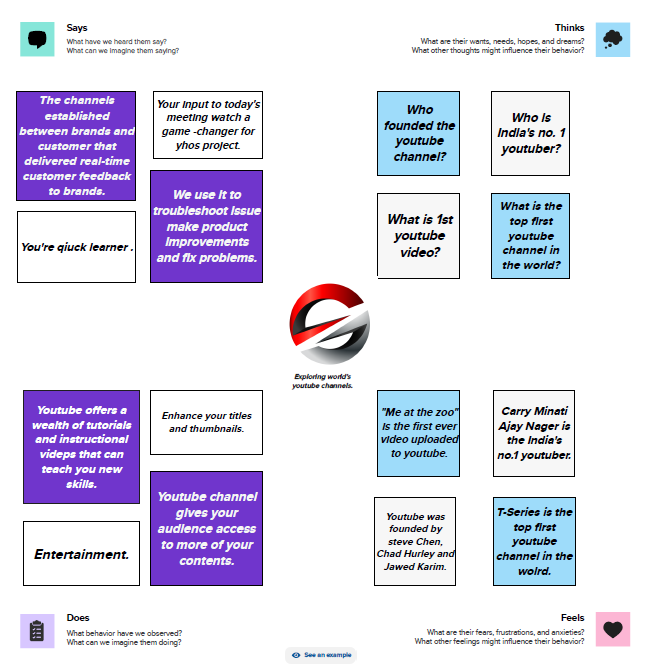 Says
What have we heard them say?
What can we imagine them saying?
Thinks
What are their wants, needs, hopes, and dreams?
What other thoughts might influence their behavior?
The channels
established
between brands and
customer that
delivered real-time
customer feedback
to brands.
Your input to today's
meeting watch a
game -changer for
yhos project.
You're qiuck learner .
We use it to
troubleshoot issue
make product
improvements
and fix problems.
Who
founded the
youtube
channel?
Who is
India's no. 1
youtuber?
What is 1st
youtube
video?
What is the
top first
youtube
channel in
the world?
Exploring world's
youtube channels.
Youtube offers a
wealth of tutorials
and instructional
videps that can
teach you new
skills.
Enhance your titles
and thumbnails.
Entertainment.
Youtube channel
gives your
audience access
to more of your
contents.
"Me at the zoo"
is the first ever
video uploaded
to youtube.
Carry Minati
Ajay Nager is
the India's
no.1 youtuber.
Youtube was
founded by
steve Chen,
Chad Hurley and
Jawed Karim.
T-Series is the
top first
youtube
channel in the
wolrd.
Does
What behavior have we observed?
What can we imagine them doing?
Feels
What are their fears, frustrations, and anxieties?
What other feelings might influence their behavior?
See an example